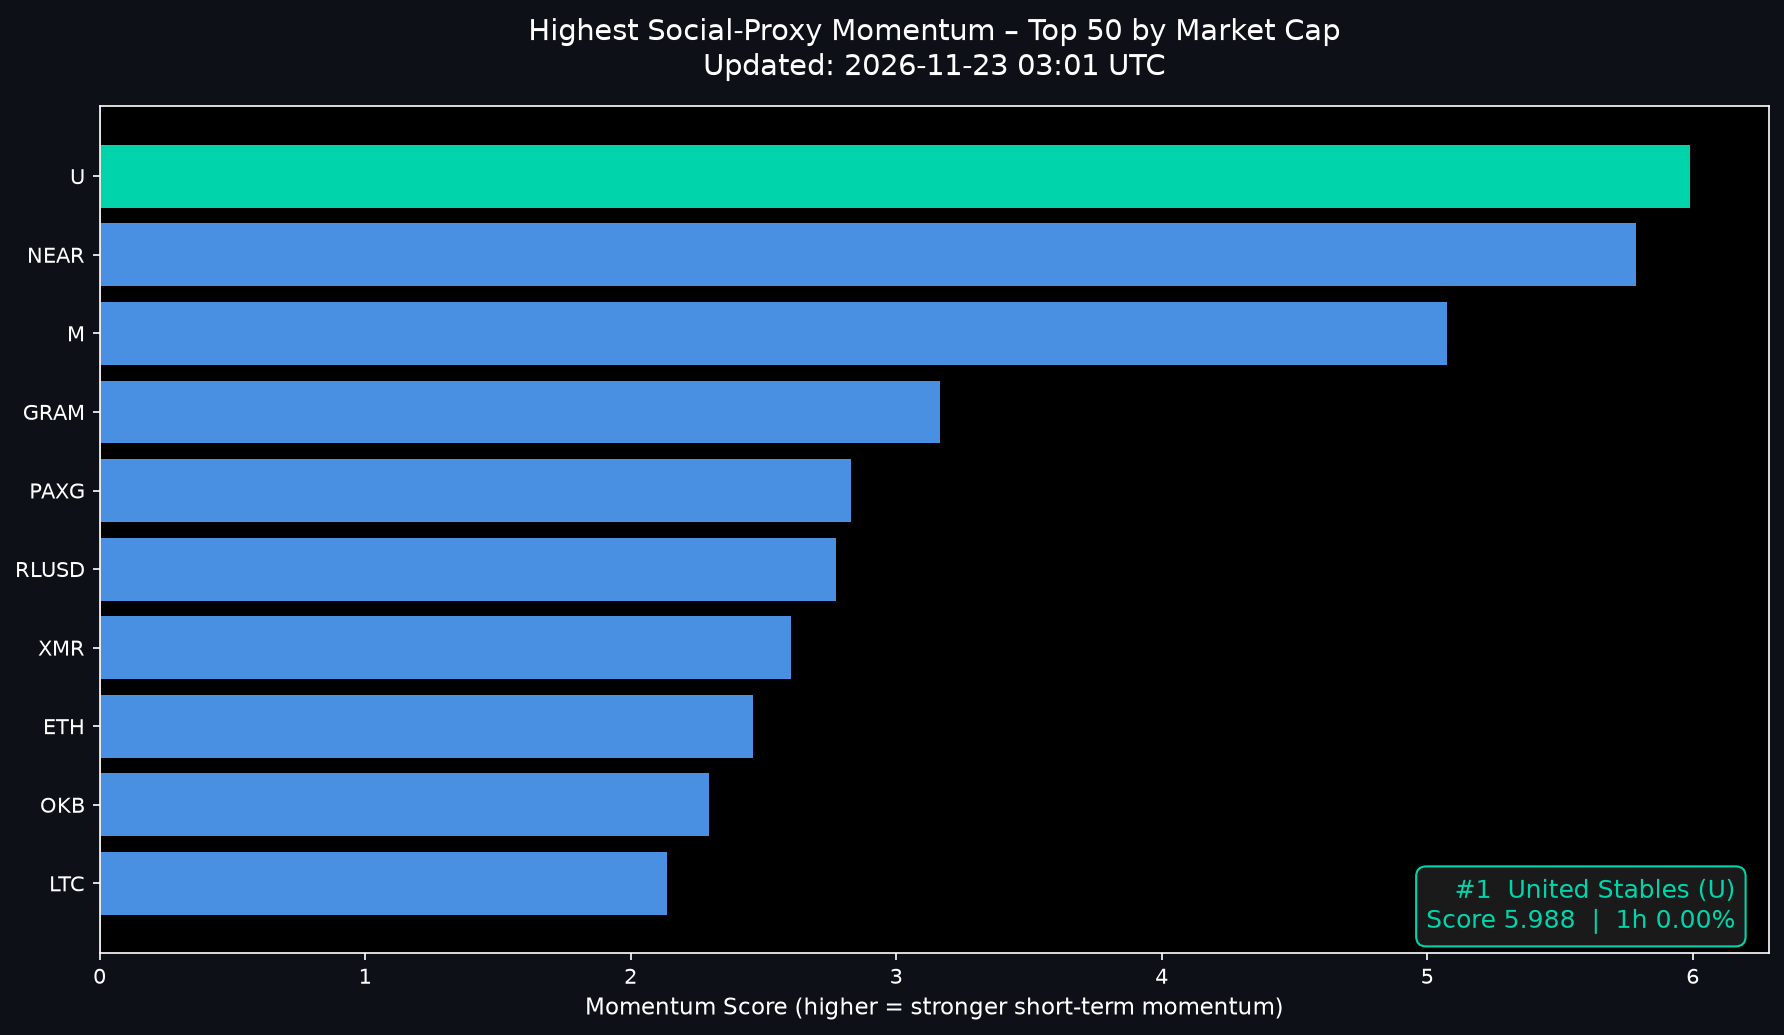 Highest Social-Proxy Momentum – Top 50 by Market Cap
Updated: 2026-11-23 03:01 UTC
U
NEAR
M
GRAM
PAXG
RLUSD
XMR
ETH
OKB
LTC
#1 United Stables (U)
Score 5.988 | 1h 0.00%
0 1 2 3 4 5 6
Momentum Score (higher = stronger short-term momentum)